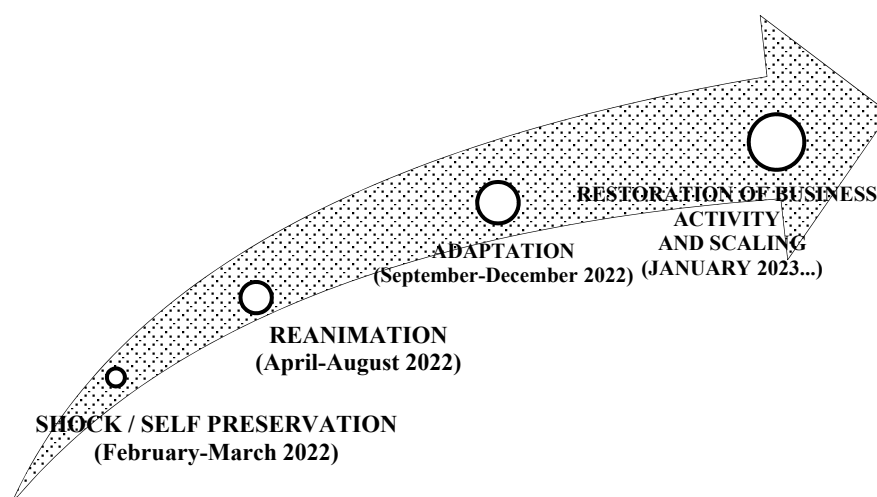 SHOCK / SELF PRESERVATION
(February-March 2022)
REANIMATION
(April-August 2022)
ADAPTATION
(September-December 2022)
RESTORATION OF BUSINESS
ACTIVITY
AND SCALING
(JANUARY 2023...)